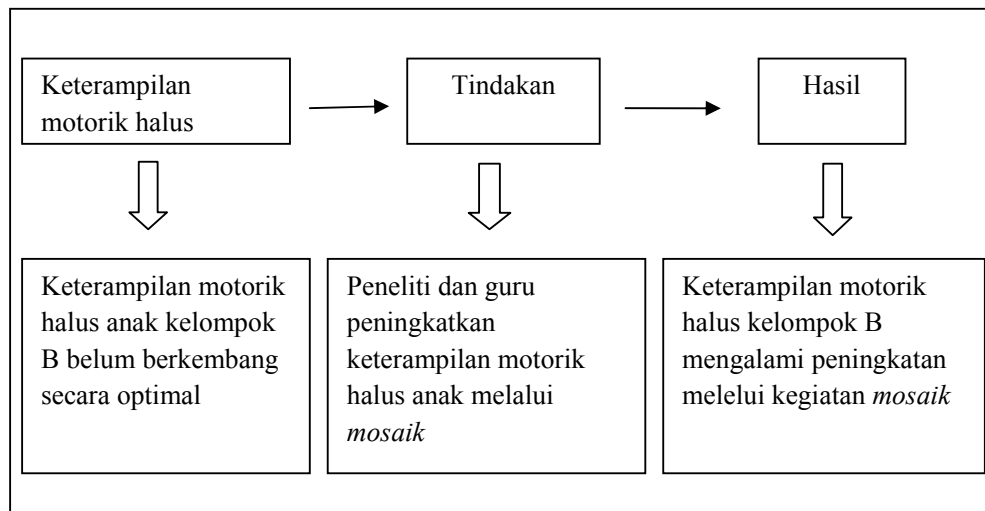 Keterampilan
motorik halus
Tindakan
Hasil
Keterampilan motorik
halus anak kelompok
B belum berkembang
secara optimal
Peneliti dan guru
peningkatkan
keterampilan motorik
halus anak melalui
mosaik
Keterampilan motorik
halus kelompok B
mengalami peningkatan
melelui kegiatan mosaik